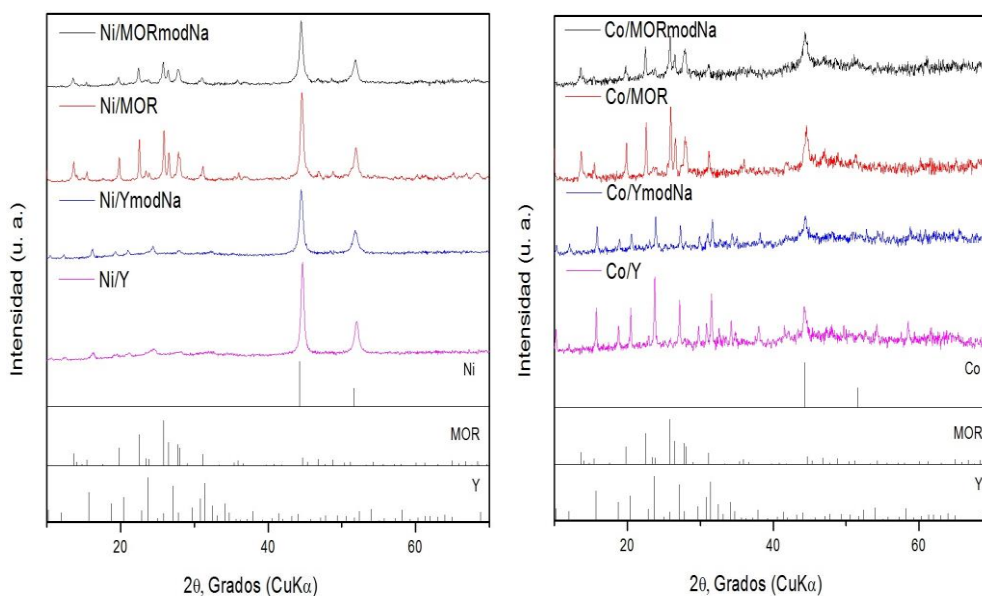 Ni/MORmodNa
Ni/MOR
Ni/YmodNa
Ni/Y
Ni
MOR
Y
Intensidad (u. a.)
20
40
60
2θ, Grados (CuKα)
Co/MORmodNa
Co/MOR
Co/YmodNa
Co/Y
Co
MOR
Y
Intensidad (u. a.)
20
40
60
2θ, Grados (CuKα)